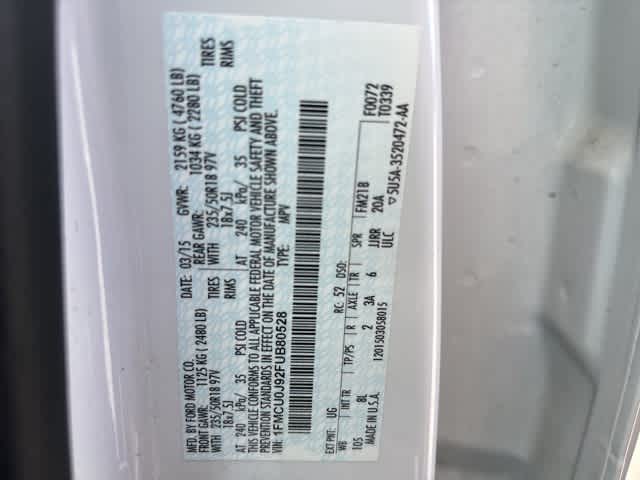 MFD. BY FORD MOTOR CO.
DATE: 03/15 GVWR: 2159 KG ( 4760 LB)
FRONT GAWR: 1125 KG ( 2480 LB) REAR GAWR: 1034 KG ( 2280 LB)
WITH 235/50R18 97V TIRES WITH 235/50R18 97V TIRES
18x7.5J RIMS 18x7.5J RIMS
AT 240 kPa/ 35 PSI COLD AT 240 kPa/ 35 PSI COLD
THIS VEHICLE CONFORMS TO ALL APPLICABLE FEDERAL MOTOR VEHICLE SAFETY AND THEFT
PREVENTION STANDARDS IN EFFECT ON THE DATE OF MANUFACTURE SHOWN ABOVE.
VIN: 1FMCU0J92FUB80528
TYPE: MPV
F0072
T0339
EXT PNT: UG RC: 52 DSO: FM21B
WB INT TR TP/PS R AXLE TR SPR
105 8L 2 3A 6 JJRR 20A
MADE IN U.S.A. 1201503058015 ULC
5U5A-3520472-AA